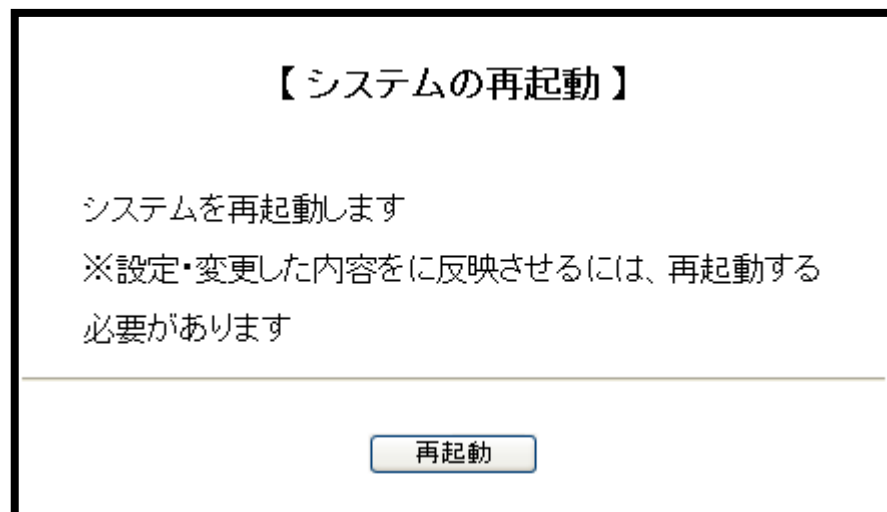 【 システムの再起動 】
システムを再起動します
※設定・変更した内容をに反映させるには、再起動する
必要があります
再起動